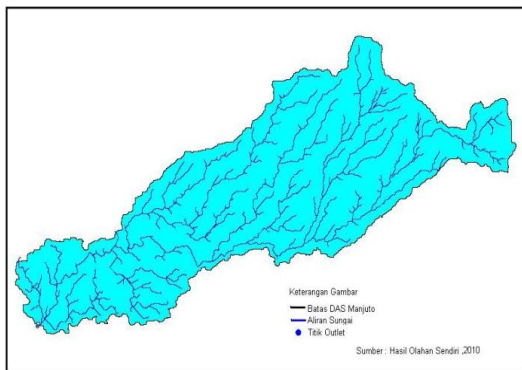 Keterangan Gambar
Batas DAS Manjuto
Aliran Sungai
Titik Outlet
Sumber : Hasil Olahan Sendiri ,2010